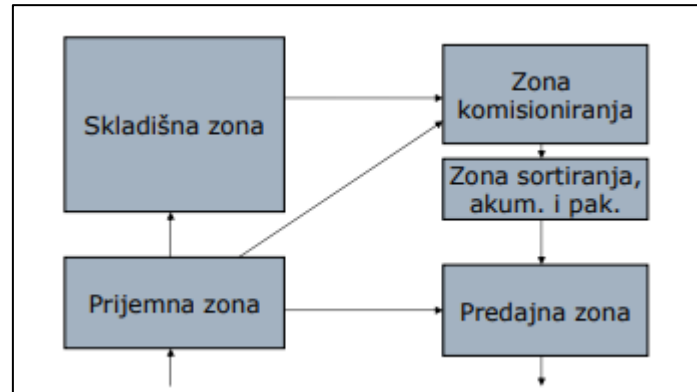 Skladišna zona
Zona
komisioniranja
Zona sortiranja,
akum. i pak.
Prijemna zona
Predajna zona